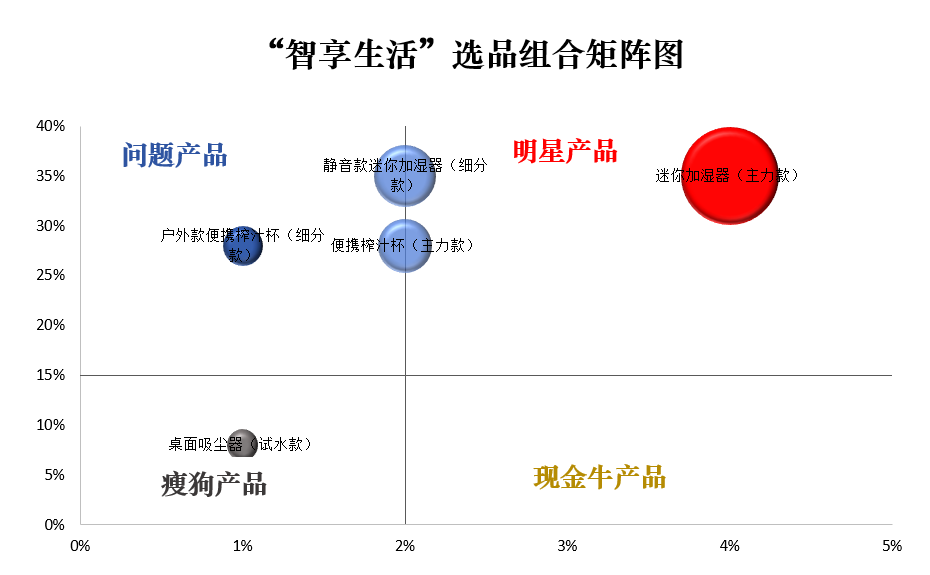 “智享生活”选品组合矩阵图
40%
问题产品
明星产品
静音款迷你加湿器（细分
款）
35%
迷你加湿器（主力款）
30%
户外款便携榨汁杯（细分
款）
便携榨汁杯（主力款）
25%
20%
15%
10%
桌面吸尘器（试水款）
5%
瘦狗产品
现金牛产品
0%
0%
1%
2%
3%
4%
5%